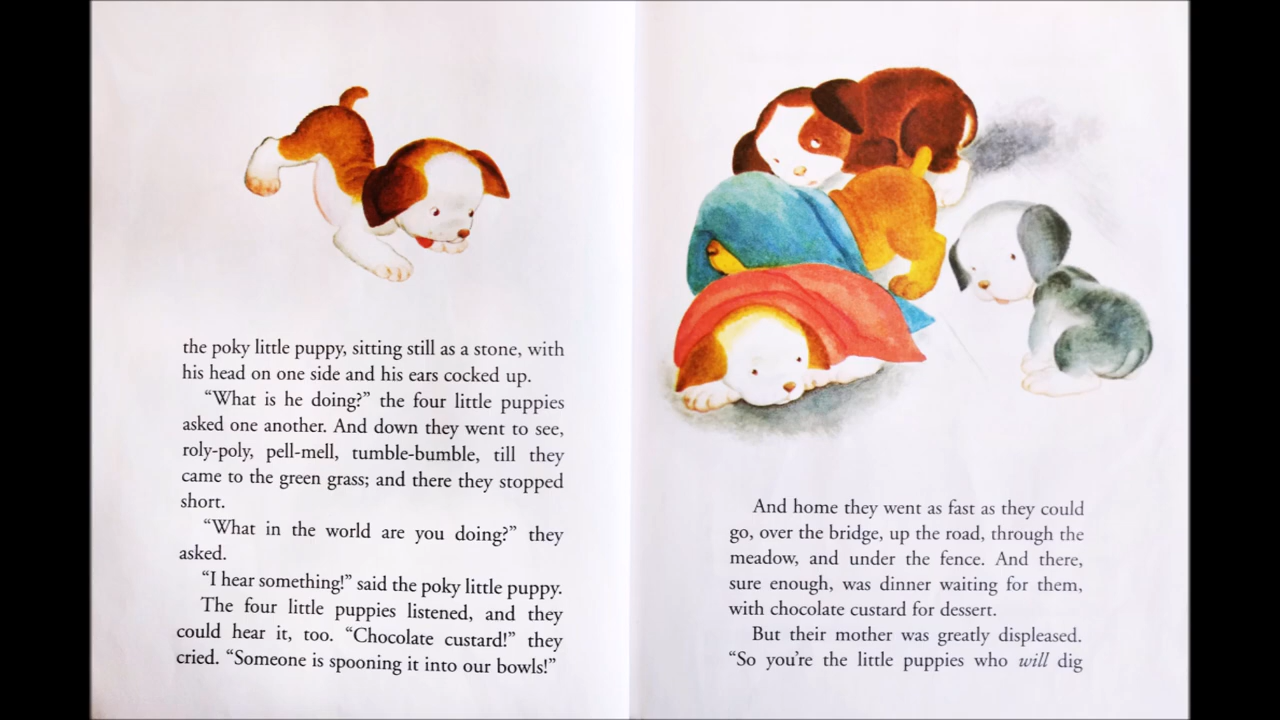 the poky little puppy, sitting still as a stone, with
his head on one side and his ears cocked up.
“What is he doing?” the four little puppies
asked one another. And down they went to see,
roly-poly, pell-mell, tumble-bumble, till they
came to the green grass; and there they stopped
short.
“What in the world are you doing?” they
asked.
“I hear something!” said the poky little puppy.
The four little puppies listened, and they
could hear it, too. “Chocolate custard!” they
cried. “Someone is spooning it into our bowls!”
And home they went as fast as they could
go, over the bridge, up the road, through the
meadow, and under the fence. And there,
sure enough, was dinner waiting for them,
with chocolate custard for dessert.
But their mother was greatly displeased.
“So you’re the little puppies who will dig